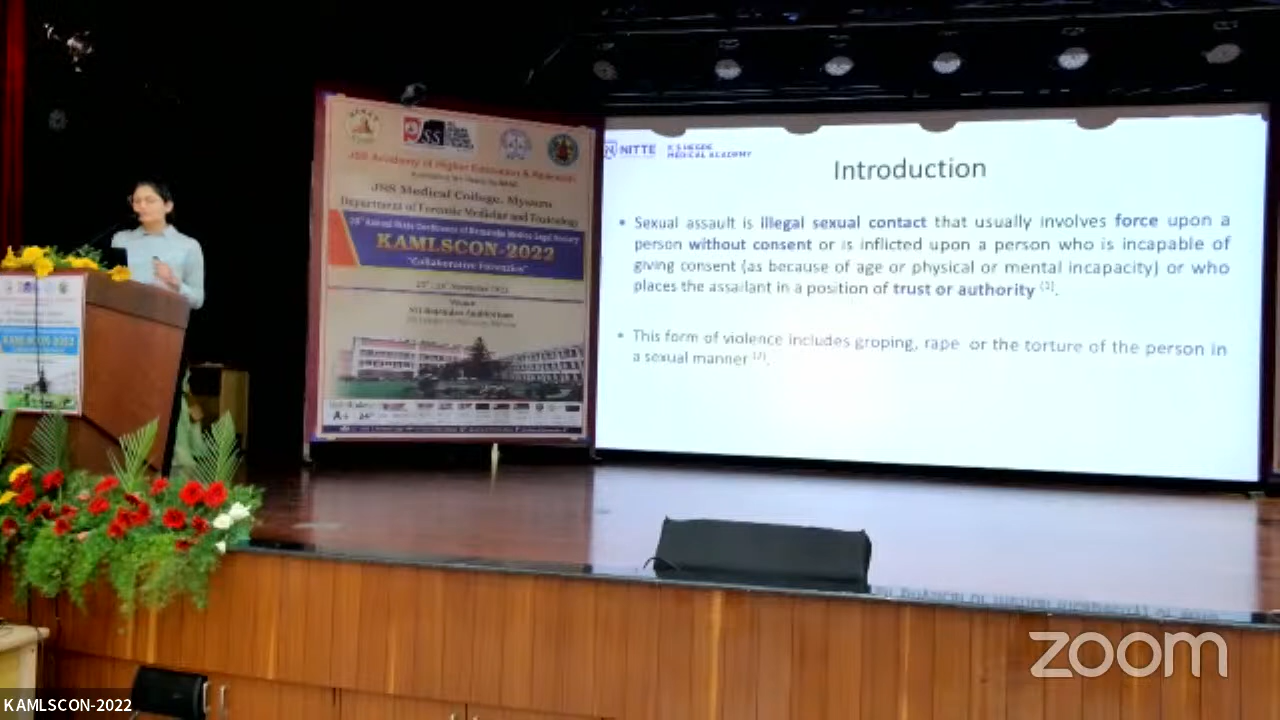 JSS Academy of Higher Education & Research
JSS Medical College, Mysuru
Department of Forensic Medicine and Toxicology
KAMLSCON-2022
"Collaborative Forensics"
NITTE
K S HEGDE
MEDICAL ACADEMY
Introduction
• Sexual assault is illegal sexual contact that usually involves force upon a
person without consent or is inflicted upon a person who is incapable of
giving consent (as because of age or physical or mental incapacity) or who
places the assailant in a position of trust or authority (1).
• This form of violence includes groping, rape or the torture of the person in
a sexual manner (2).
KAMLSCON-2022
zoom
KAMLSCON-2022